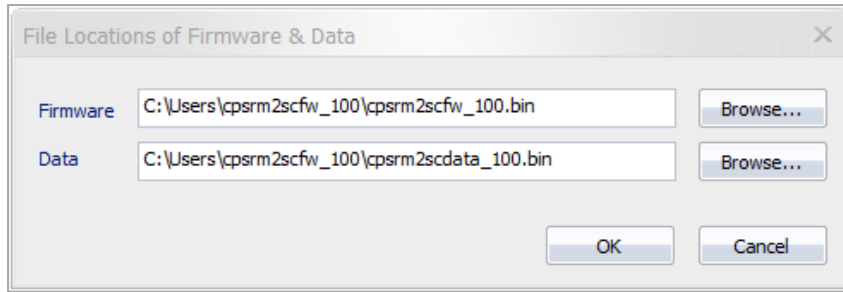 File Locations of Firmware & Data
Firmware C:\Users\cpsrm2scfw_100\cpsrm2scfw_100.bin Browse...
Data C:\Users\cpsrm2scfw_100\cpsrm2scdata_100.bin Browse...
OK Cancel